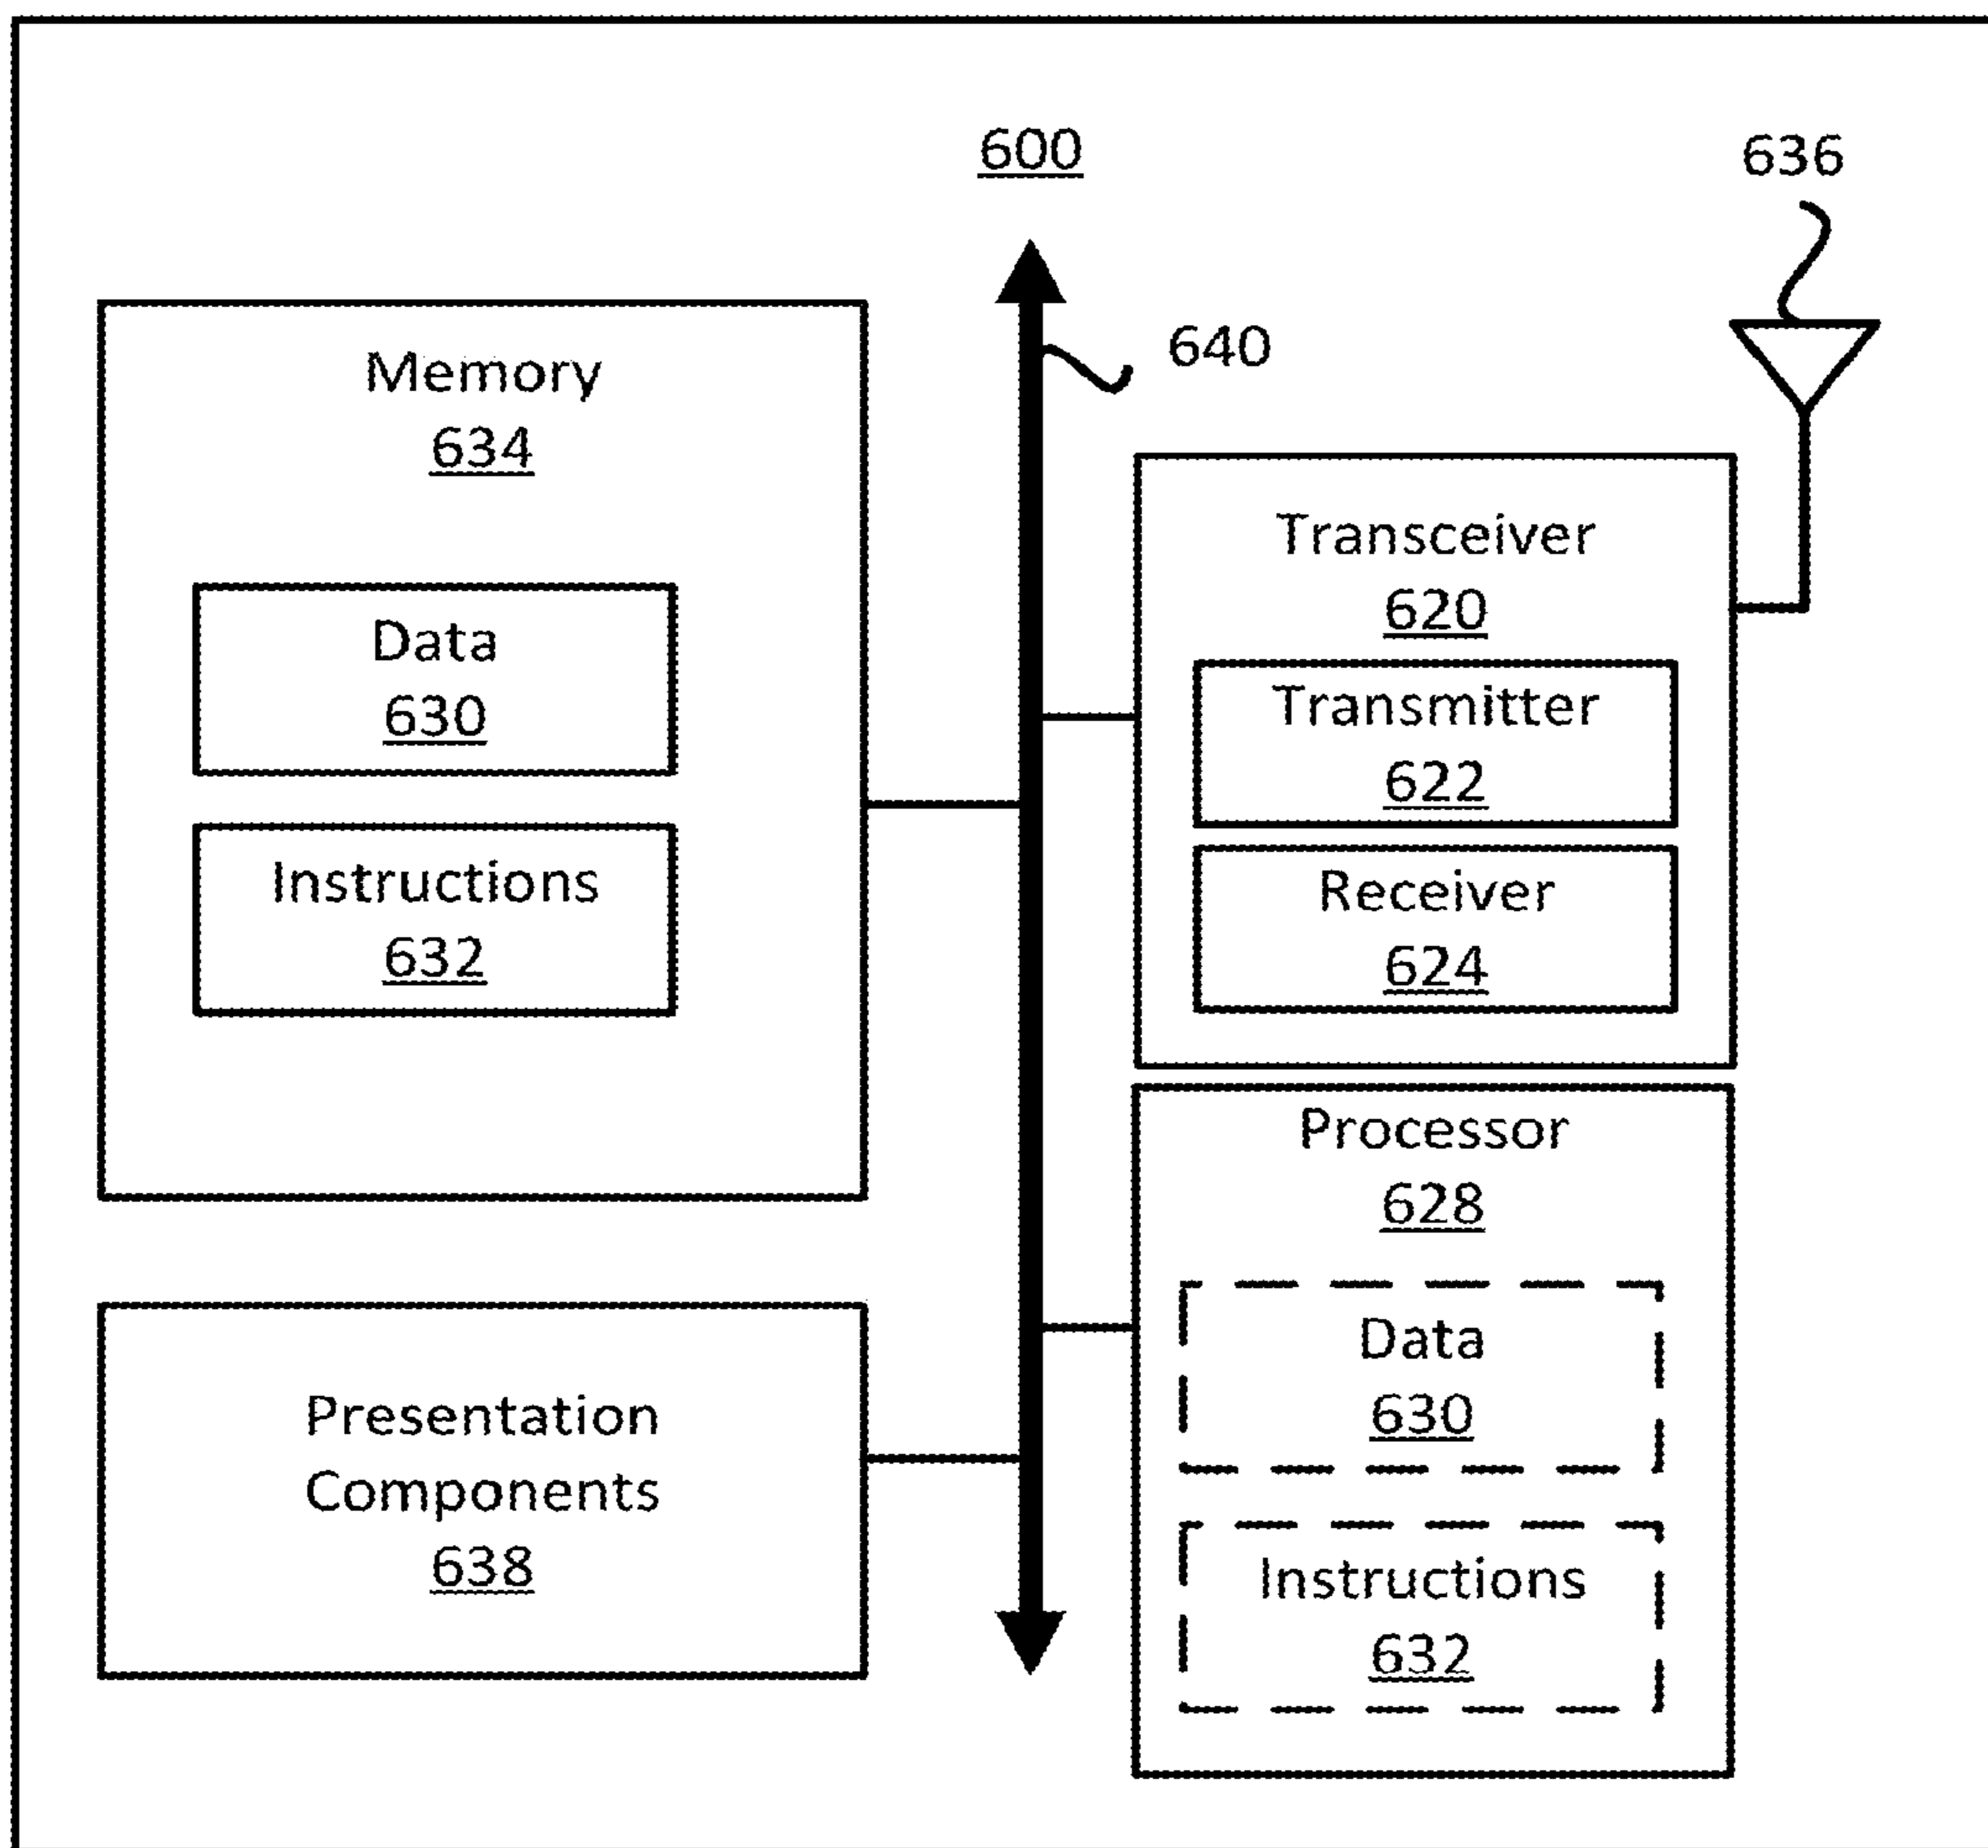 600
636
640
Memory
634
Data
630
Instructions
632
Transceiver
620
Transmitter
622
Receiver
624
Processor
628
Data
630
Instructions
632
Presentation
Components
638